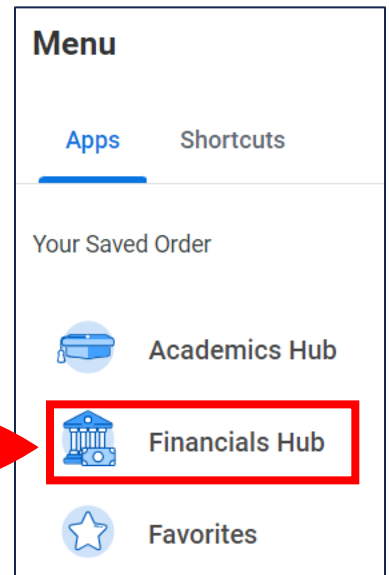 Menu
Apps Shortcuts
Your Saved Order
Academics Hub
Financials Hub
Favorites